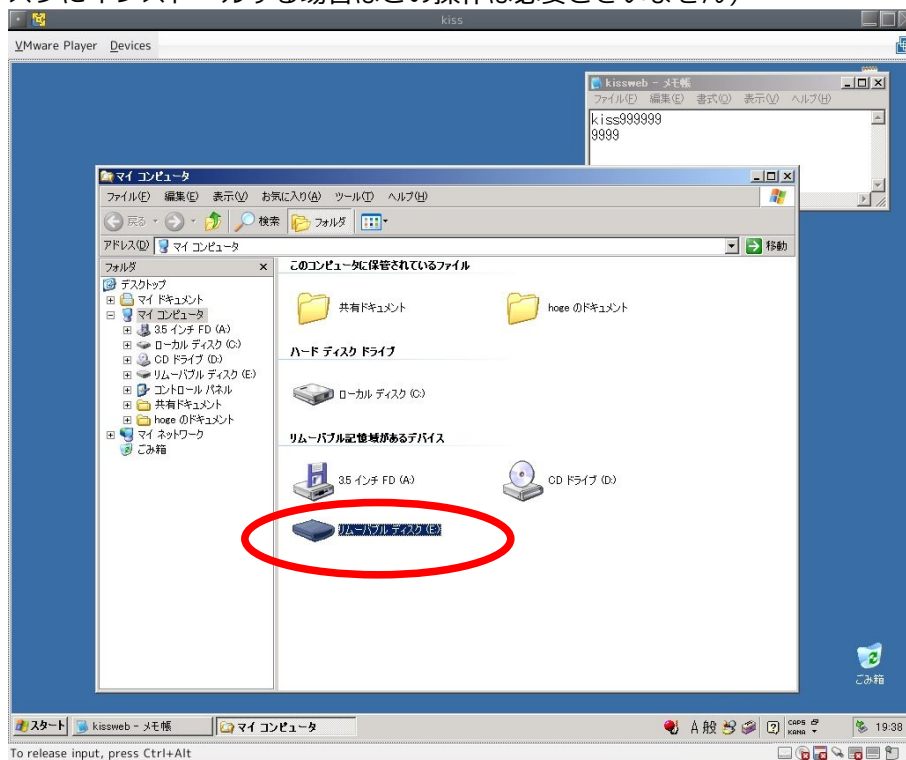 kiss
VMware Player Devices
kissweb - メモ帳
ファイル(F) 編集(E) 書式(O) 表示(V) ヘルプ(H)
kiss999999
9999
マイ コンピュータ
ファイル(F) 編集(E) 表示(V) お気に入り(A) ツール(T) ヘルプ(H)
戻る 検索 フォルダ
アドレス(D) マイ コンピュータ 移動
フォルダ x
デスクトップ
マイ ドキュメント
マイ コンピュータ
3.5 インチ FD (A:)
ローカル ディスク (C:)
CD ドライブ (D:)
リムーバブル ディスク (E:)
コントロール パネル
共有ドキュメント
hoge のドキュメント
マイ ネットワーク
ごみ箱
このコンピュータに保管されているファイル
共有ドキュメント hoge のドキュメント
ハード ディスク ドライブ
ローカル ディスク (C:)
リムーバブル記憶域があるデバイス
3.5 インチ FD (A:) CD ドライブ (D:)
リムーバブル ディスク (E:)
ごみ箱
スタート kissweb - メモ帳 マイ コンピュータ A 般 CAPS KANA 19:38
To release input, press Ctrl+Alt